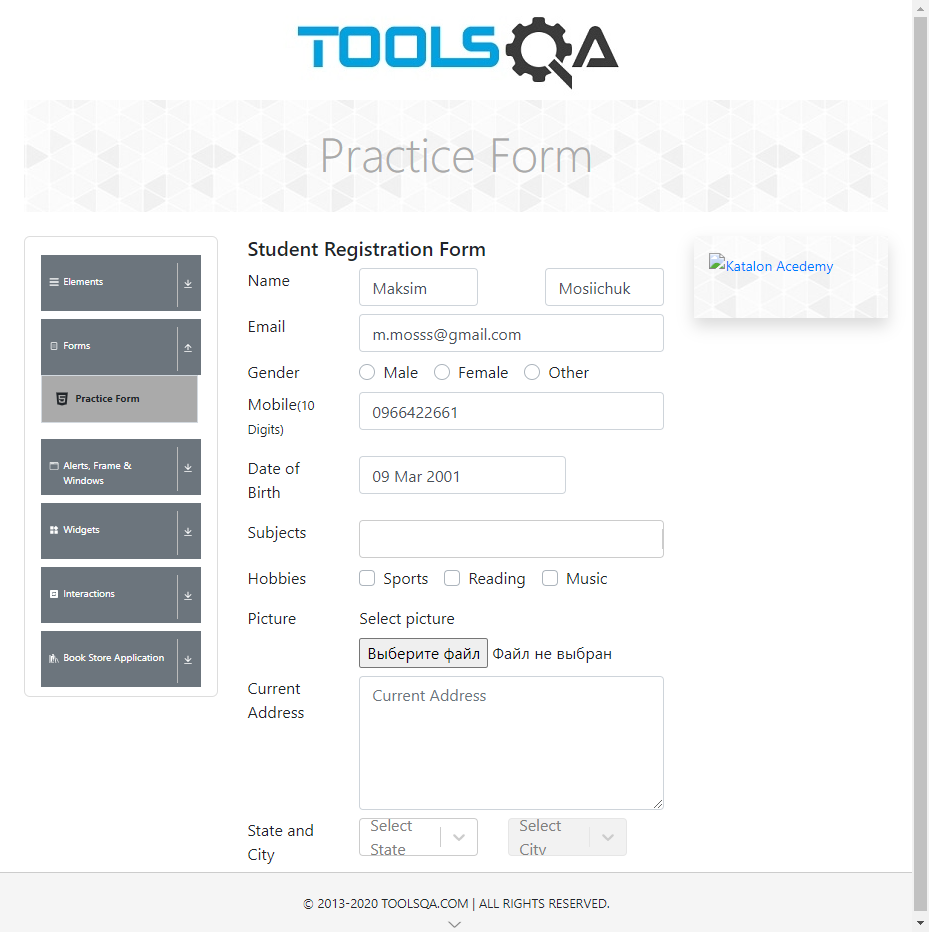 TOOLSQA
Practice Form
Elements
Forms
Practice Form
Alerts, Frame &
Windows
Widgets
Interactions
Book Store Application
Student Registration Form
Name
Maksim
Mosiichuk
Email
m.mosss@gmail.com
Gender
Male
Female
Other
Mobile(10
Digits)
0966422661
Date of
Birth
09 Mar 2001
Subjects
Hobbies
Sports
Reading
Music
Picture
Select picture
Выберите файл
Файл не выбран
Current
Address
Current Address
State and
City
Select
State
Select
City
Katalon Acedemy
© 2013-2020 TOOLSQA.COM | ALL RIGHTS RESERVED.